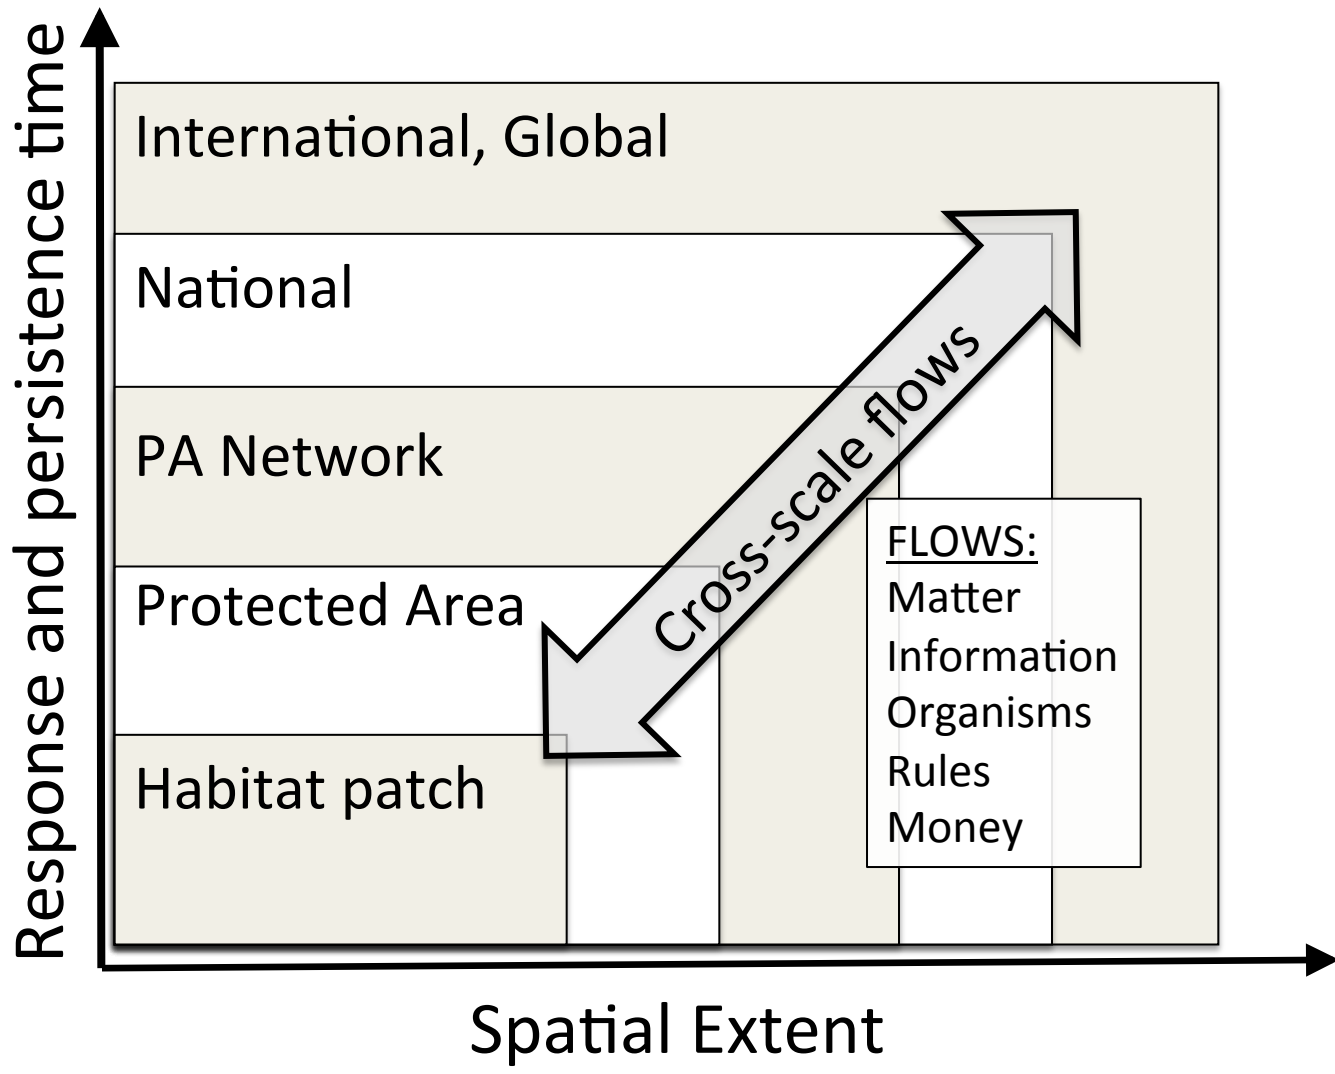 Response and persistence time
International, Global
National
PA Network
Protected Area
Habitat patch
Cross-scale flows
FLOWS:
Matter
Information
Organisms
Rules
Money
Spatial Extent